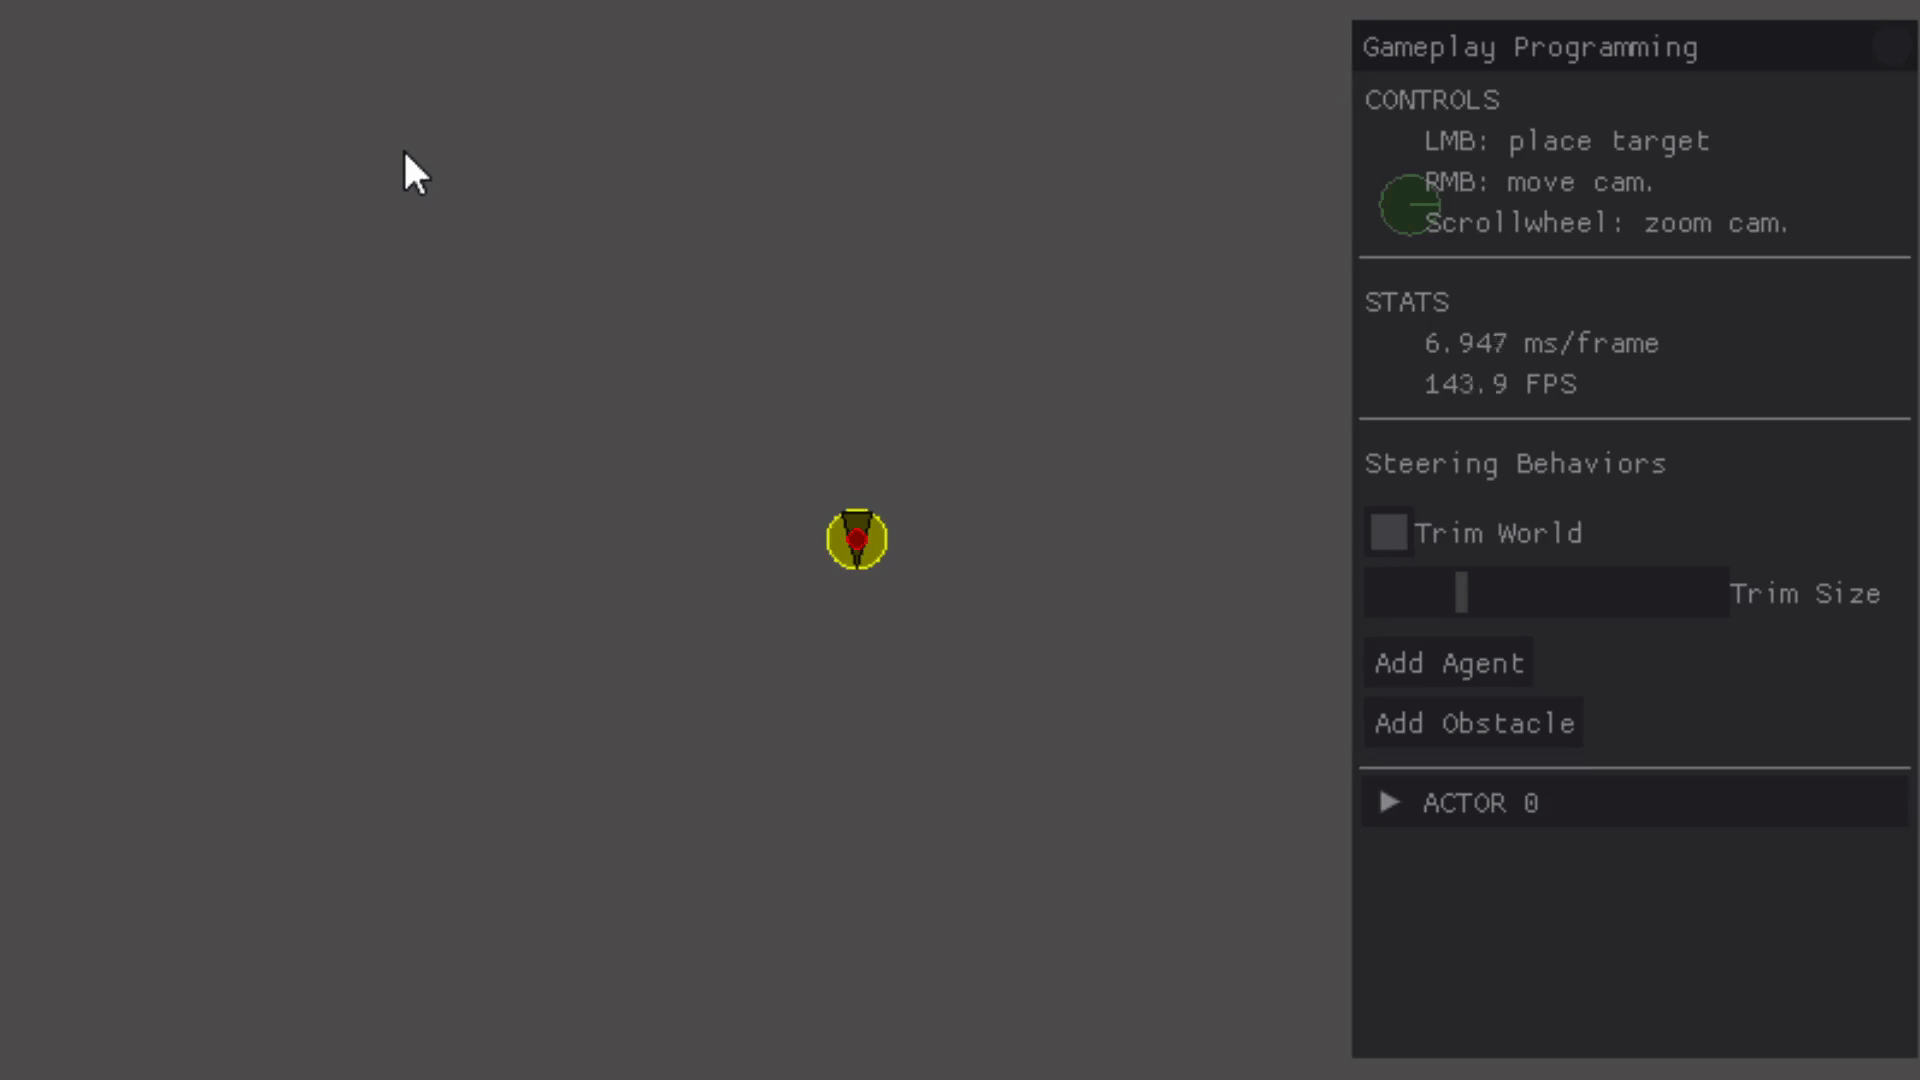 Gameplay Programming
CONTROLS
LMB: place target
RMB: move cam.
Scrollwheel: zoom cam.
STATS
6.947 ms/frame
143.9 FPS
Steering Behaviors
Trim World
Trim Size
Add Agent
Add Obstacle
ACTOR 0